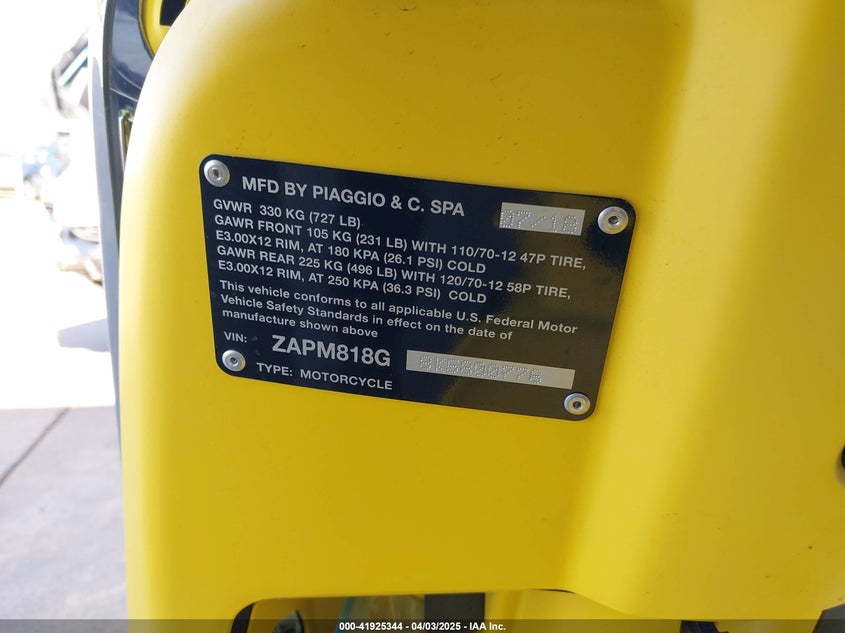 MFD BY PIAGGIO & C. SPA 07/18
GVWR 330 KG (727 LB)
GAWR FRONT 105 KG (231 LB) WITH 110/70-12 47P TIRE,
E3.00X12 RIM, AT 180 KPA (26.1 PSI) COLD
GAWR REAR 225 KG (496 LB) WITH 120/70-12 58P TIRE,
E3.00X12 RIM, AT 250 KPA (36.3 PSI) COLD
This vehicle conforms to all applicable U.S. Federal Motor
Vehicle Safety Standards in effect on the date of
manufacture shown above
VIN: ZAPM818G
TYPE: MOTORCYCLE
000-41925344 - 04/03/2025 - IAA Inc.